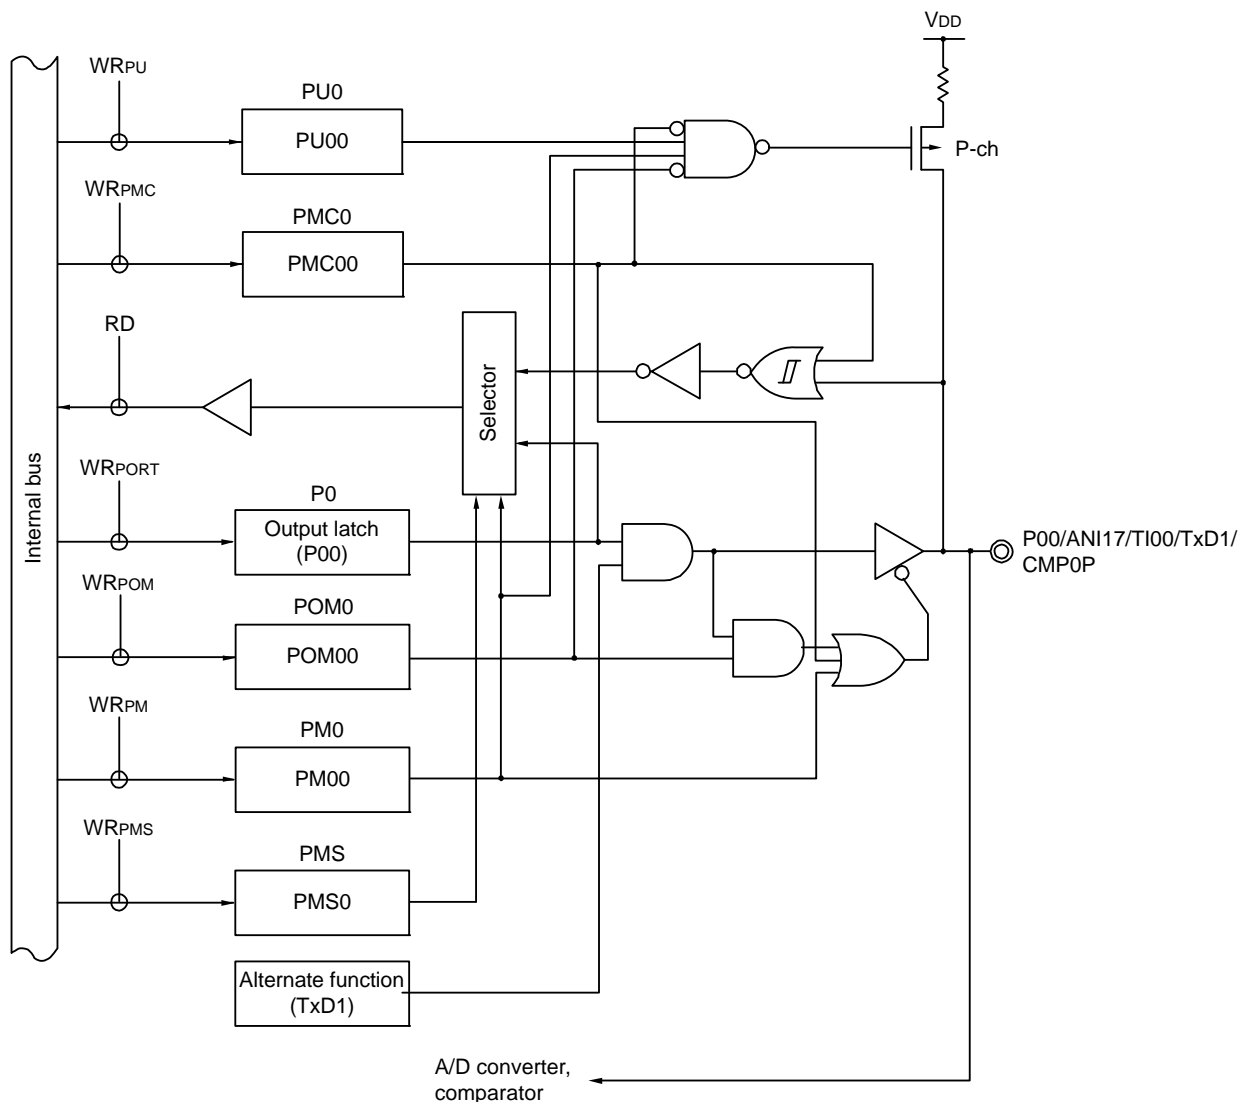 VDD
WRPU
PU0
PU00
P-ch
WRPMC
PMC0
PMC00
RD
Selector
Internal bus
WRPORT
P0
Output latch
(P00)
P00/ANI17/TI00/TxD1/
CMP0P
WRPOM
POM0
POM00
WRPM
PM0
PM00
WRPMS
PMS
PMS0
Alternate function
(TxD1)
A/D converter,
comparator